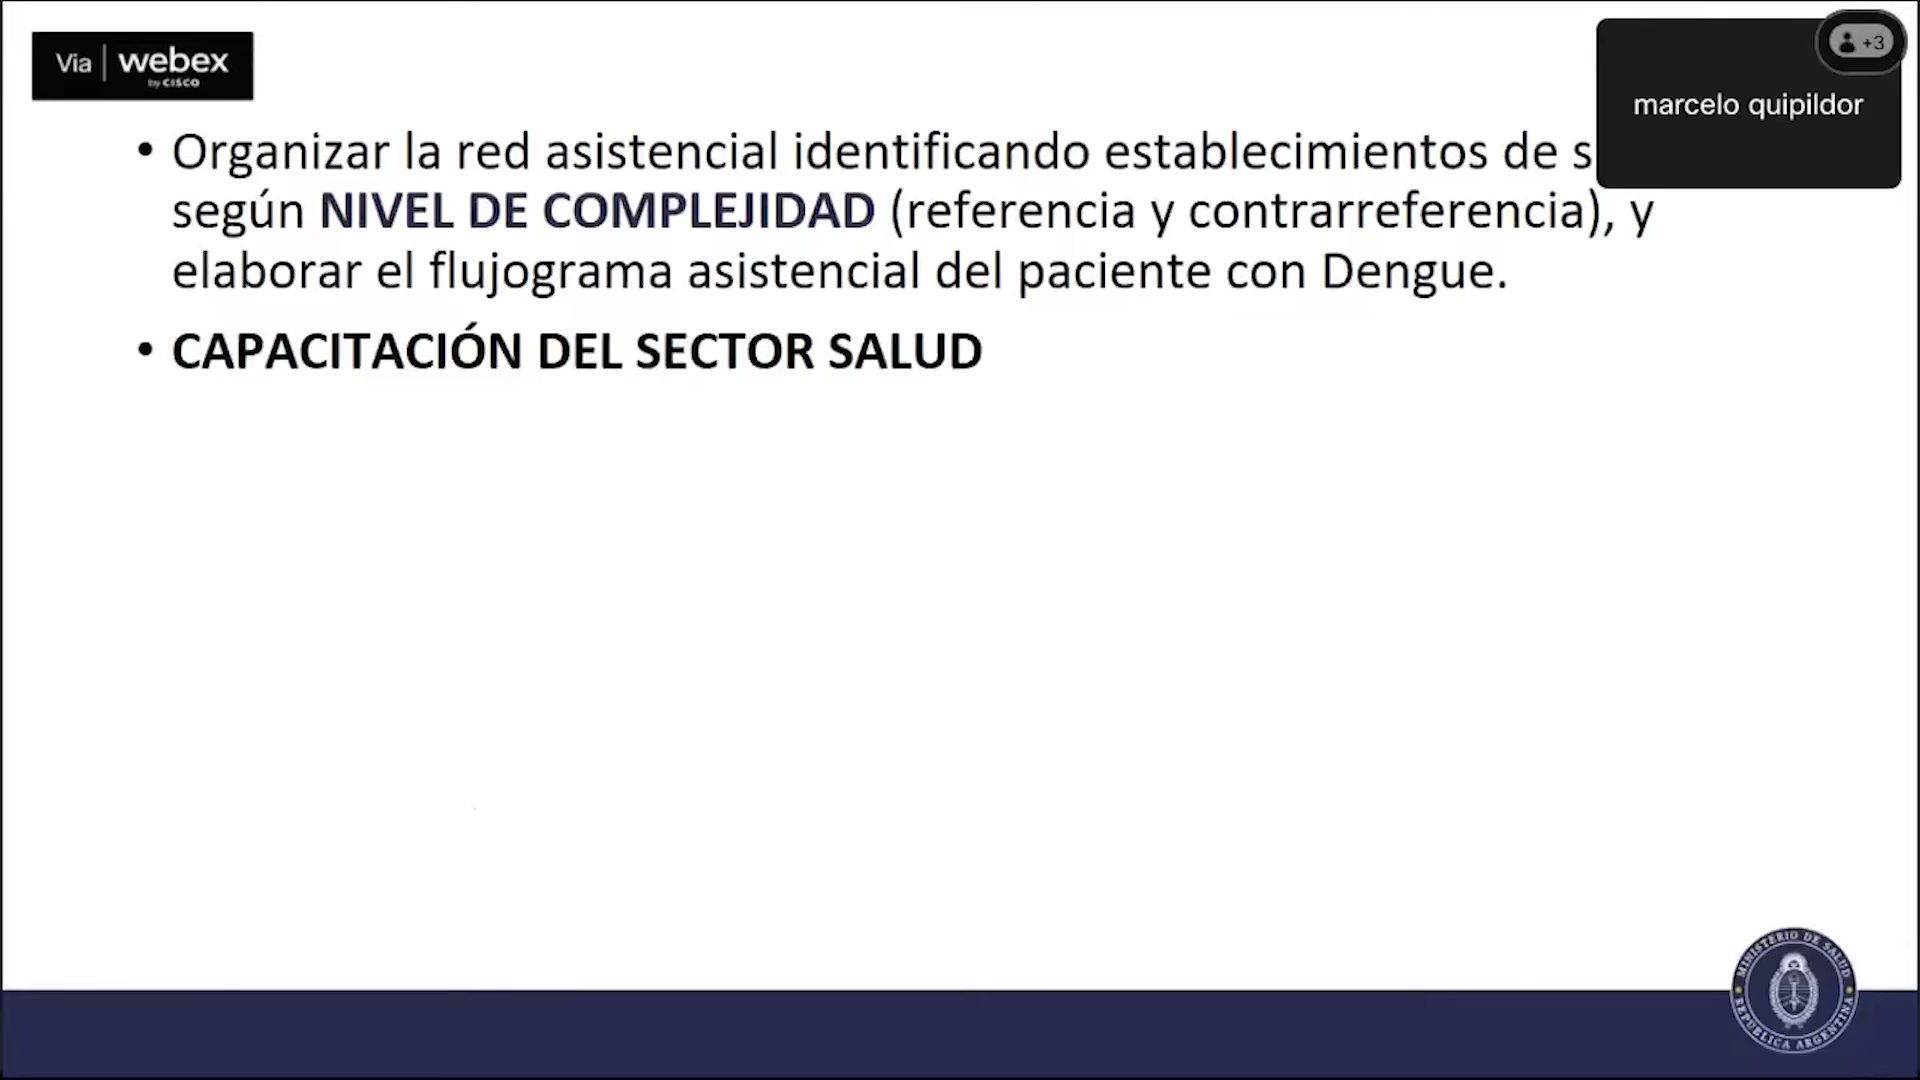 Via | webex
by CISCO
+3
marcelo quipildor
• Organizar la red asistencial identificando establecimientos de s
según NIVEL DE COMPLEJIDAD (referencia y contrarreferencia), y
elaborar el flujograma asistencial del paciente con Dengue.
• CAPACITACIÓN DEL SECTOR SALUD
MINISTERIO DE SALUD
REPÚBLICA ARGENTINA